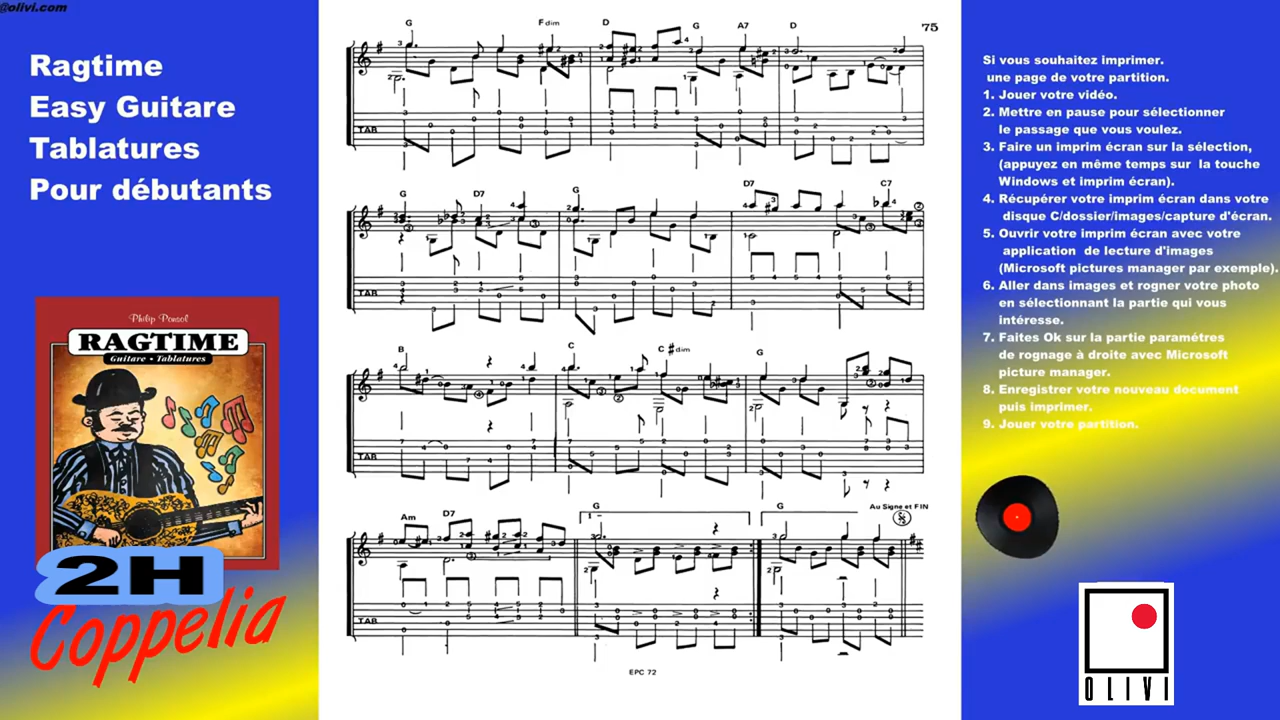 @olivi.com
Ragtime
Easy Guitare
Tablatures
Pour débutants
Philip Pensol
RAGTIME
Guitare • Tablatures
2H
Coppelia
75
G Fdim D G A7 D
TAB
G D7 G D7 C7
TAB
B C C#dim G
TAB
Am D7 G G Au Signe et FIN
1
TAB
EPC 72
Si vous souhaitez imprimer.
une page de votre partition.
1. Jouer votre vidéo.
2. Mettre en pause pour sélectionner
le passage que vous voulez.
3. Faire un imprim écran sur la sélection,
(appuyez en même temps sur la touche
Windows et imprim écran).
4. Récupérer votre imprim écran dans votre
disque C/dossier/images/capture d'écran.
5. Ouvrir votre imprim écran avec votre
application de lecture d'images
(Microsoft pictures manager par exemple).
6. Aller dans images et rogner votre photo
en sélectionnant la partie qui vous
intéresse.
7. Faites Ok sur la partie paramétres
de rognage à droite avec Microsoft
picture manager.
8. Enregistrer votre nouveau document
puis imprimer.
9. Jouer votre partition.
OLIVI